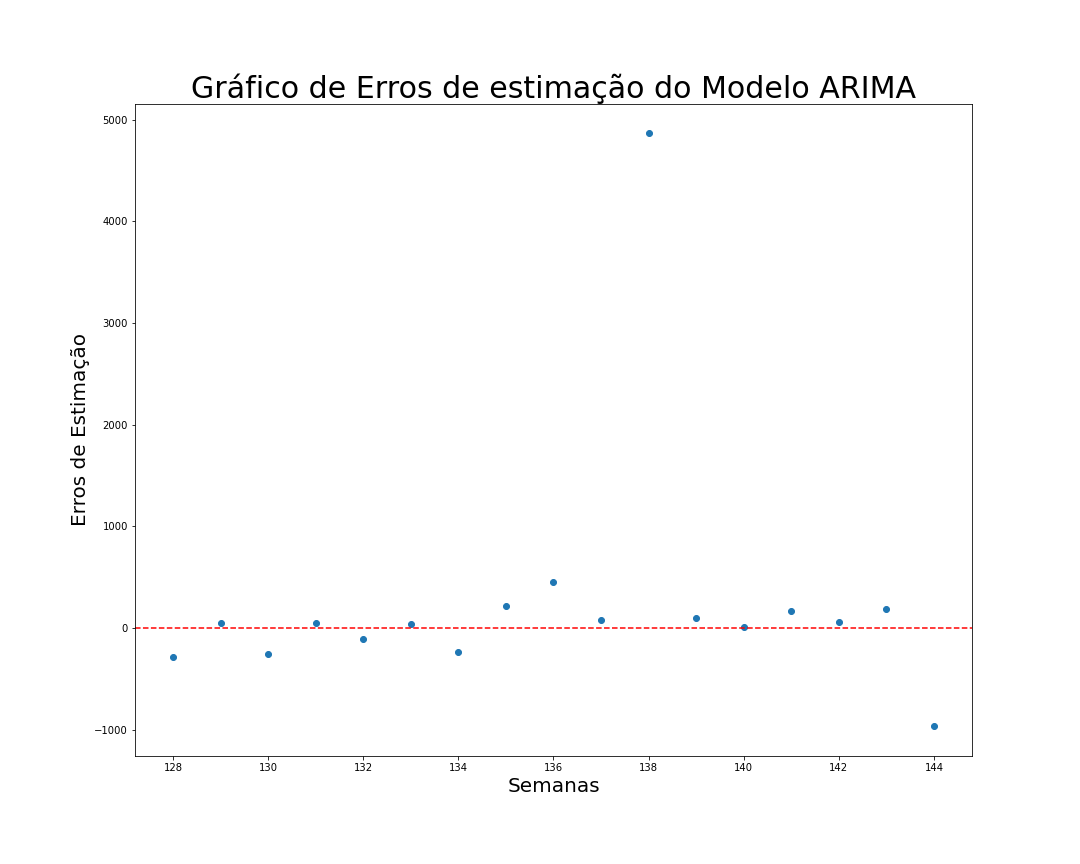 Gráfico de Erros de estimação do Modelo ARIMA
5000
4000
3000
2000
1000
0
−1000
Erros de Estimação
128 130 132 134 136 138 140 142 144
Semanas